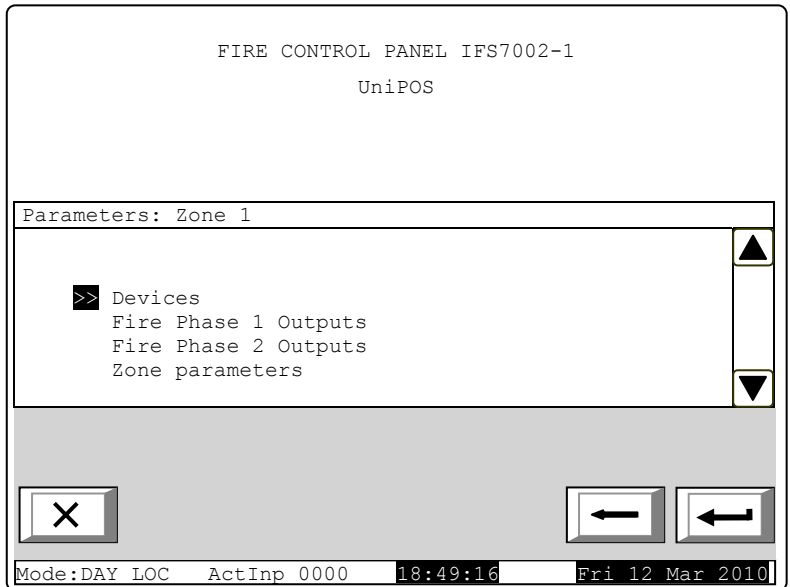 FIRE CONTROL PANEL IFS7002-1
UniPOS
Parameters: Zone 1
>> Devices
Fire Phase 1 Outputs
Fire Phase 2 Outputs
Zone parameters
Mode:DAY LOC ActInp 0000 18:49:16 Fri 12 Mar 2010